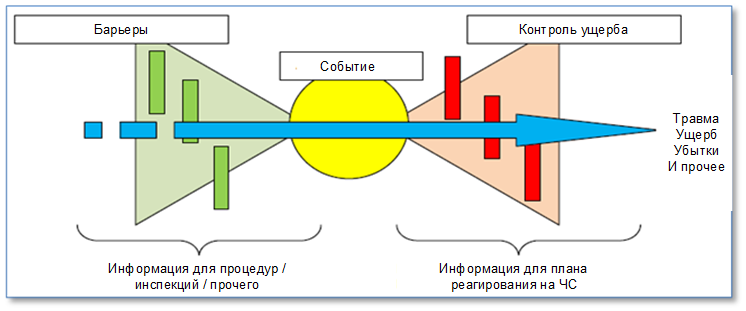 Барьеры
Контроль ущерба
Событие
Травма
Ущерб
Убытки
И прочее
Информация для процедур /
инспекций / прочего
Информация для плана
реагирования на ЧС